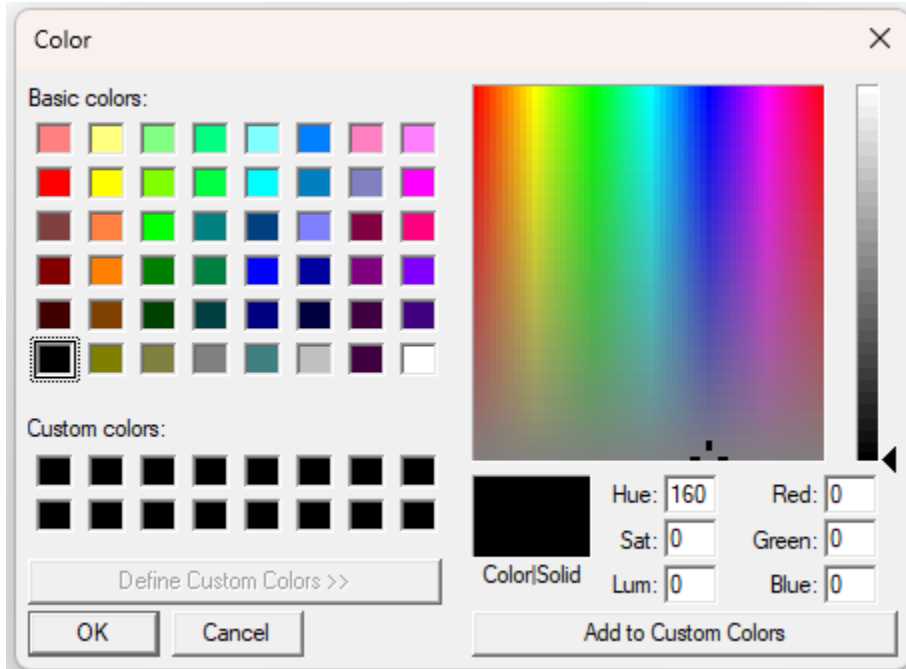 Color
Basic colors:
Custom colors:
Define Custom Colors >>
OK Cancel
Color|Solid
Hue: 160 Red: 0
Sat: 0 Green: 0
Lum: 0 Blue: 0
Add to Custom Colors